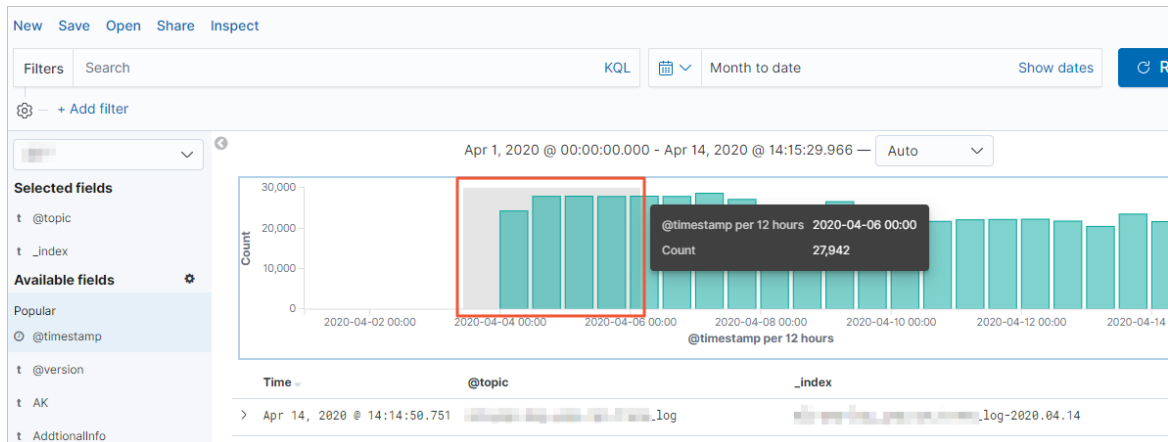 New Save Open Share Inspect
Filters Search KQL Month to date Show dates R
+ Add filter
Apr 1, 2020 @ 00:00:00.000 - Apr 14, 2020 @ 14:15:29.966 — Auto
Selected fields
t @topic
t _index
Available fields
Popular
@timestamp
t @version
t AK
t AddtionalInfo
Count
30,000
20,000
10,000
0
@timestamp per 12 hours 2020-04-06 00:00
Count 27,942
2020-04-02 00:00 2020-04-04 00:00 2020-04-06 00:00 2020-04-08 00:00 2020-04-10 00:00 2020-04-12 00:00 2020-04-14
@timestamp per 12 hours
Time @topic _index
Apr 14, 2020 @ 14:14:50.751 _log _log-2020.04.14